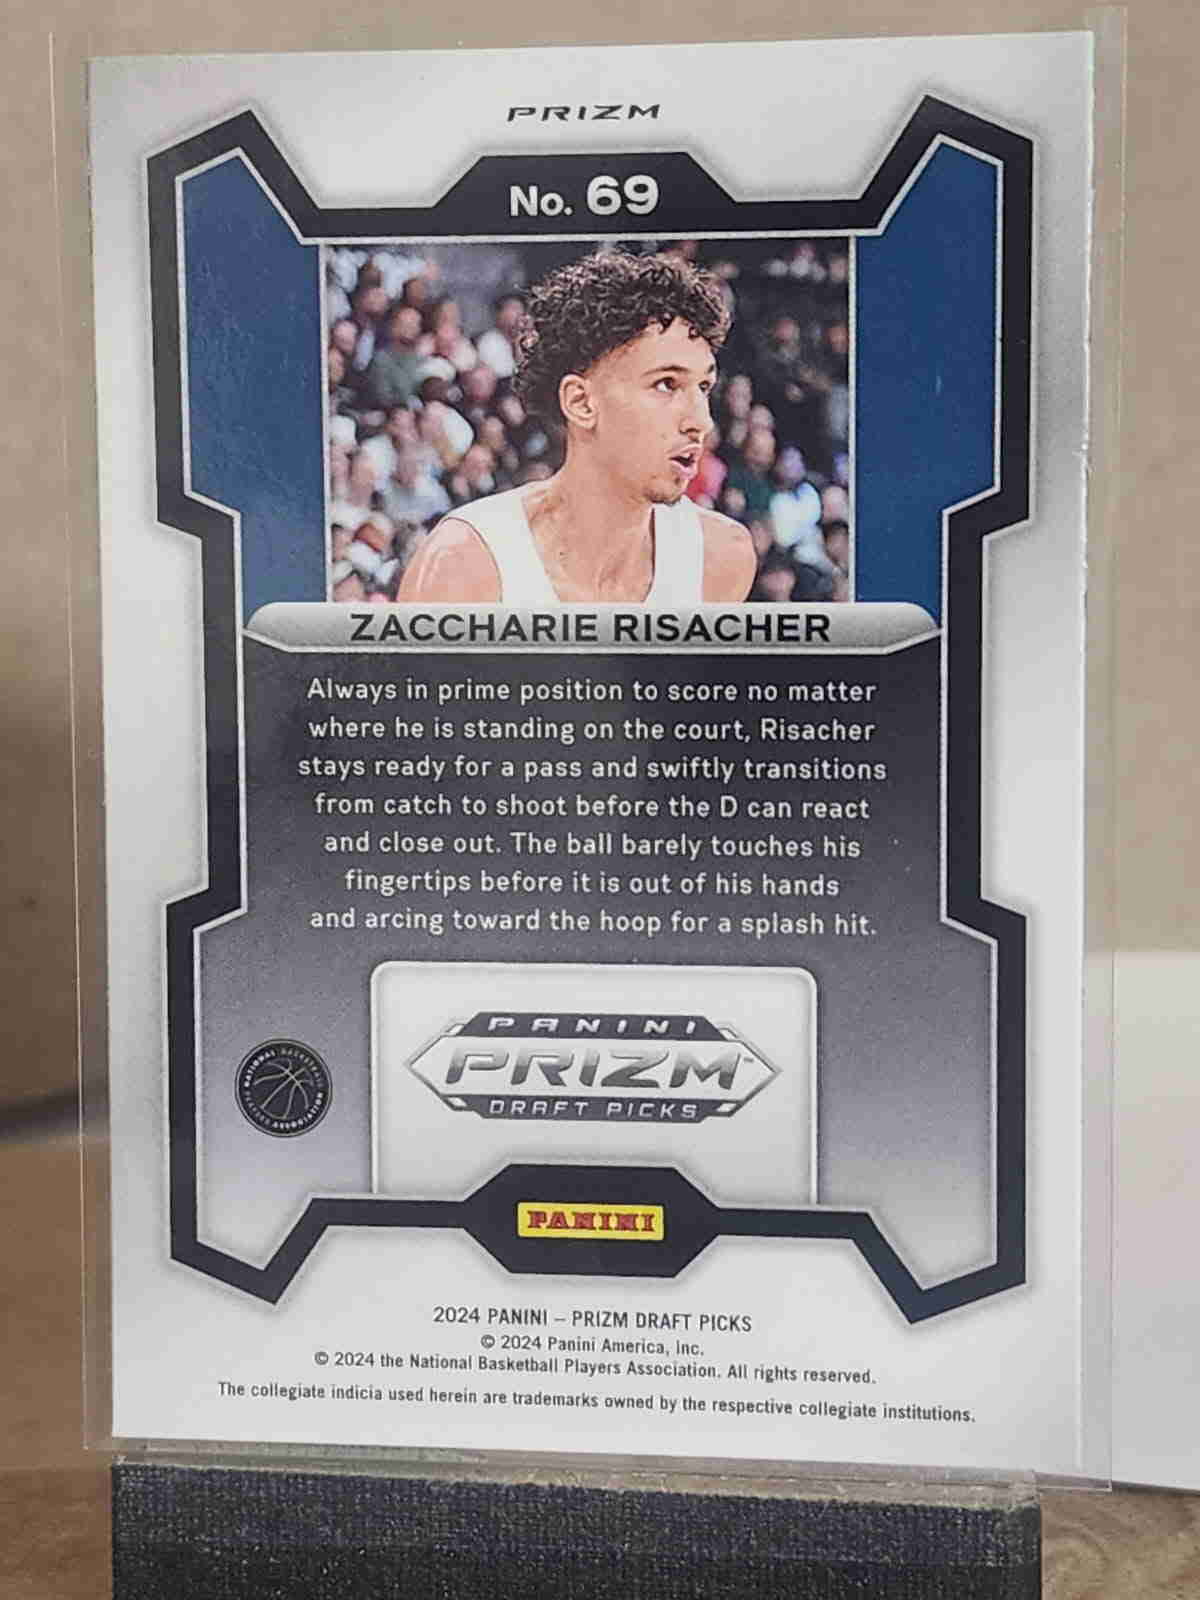 PRIZM
No. 69
ZACCHARIE RISACHER
Always in prime position to score no matter
where he is standing on the court, Risacher
stays ready for a pass and swiftly transitions
from catch to shoot before the D can react
and close out. The ball barely touches his
fingertips before it is out of his hands
and arcing toward the hoop for a splash hit.
PANINI
PRIZM™
DRAFT PICKS
NATIONAL BASKETBALL
PLAYERS ASSOCIATION
PANINI
2024 PANINI – PRIZM DRAFT PICKS
© 2024 Panini America, Inc.
© 2024 the National Basketball Players Association. All rights reserved.
The collegiate indicia used herein are trademarks owned by the respective collegiate institutions.